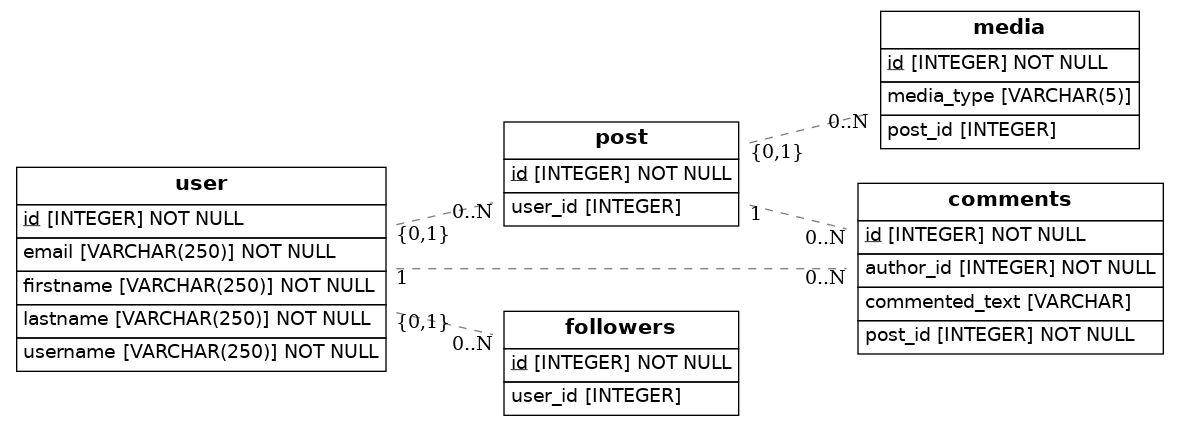 user
id [INTEGER] NOT NULL
email [VARCHAR(250)] NOT NULL
firstname [VARCHAR(250)] NOT NULL
lastname [VARCHAR(250)] NOT NULL
username [VARCHAR(250)] NOT NULL
0..N
{0,1}
1
0..N
{0,1}
0..N
post
id [INTEGER] NOT NULL
user_id [INTEGER]
followers
id [INTEGER] NOT NULL
user_id [INTEGER]
0..N
{0,1}
1
0..N
media
id [INTEGER] NOT NULL
media_type [VARCHAR(5)]
post_id [INTEGER]
comments
id [INTEGER] NOT NULL
author_id [INTEGER] NOT NULL
commented_text [VARCHAR]
post_id [INTEGER] NOT NULL